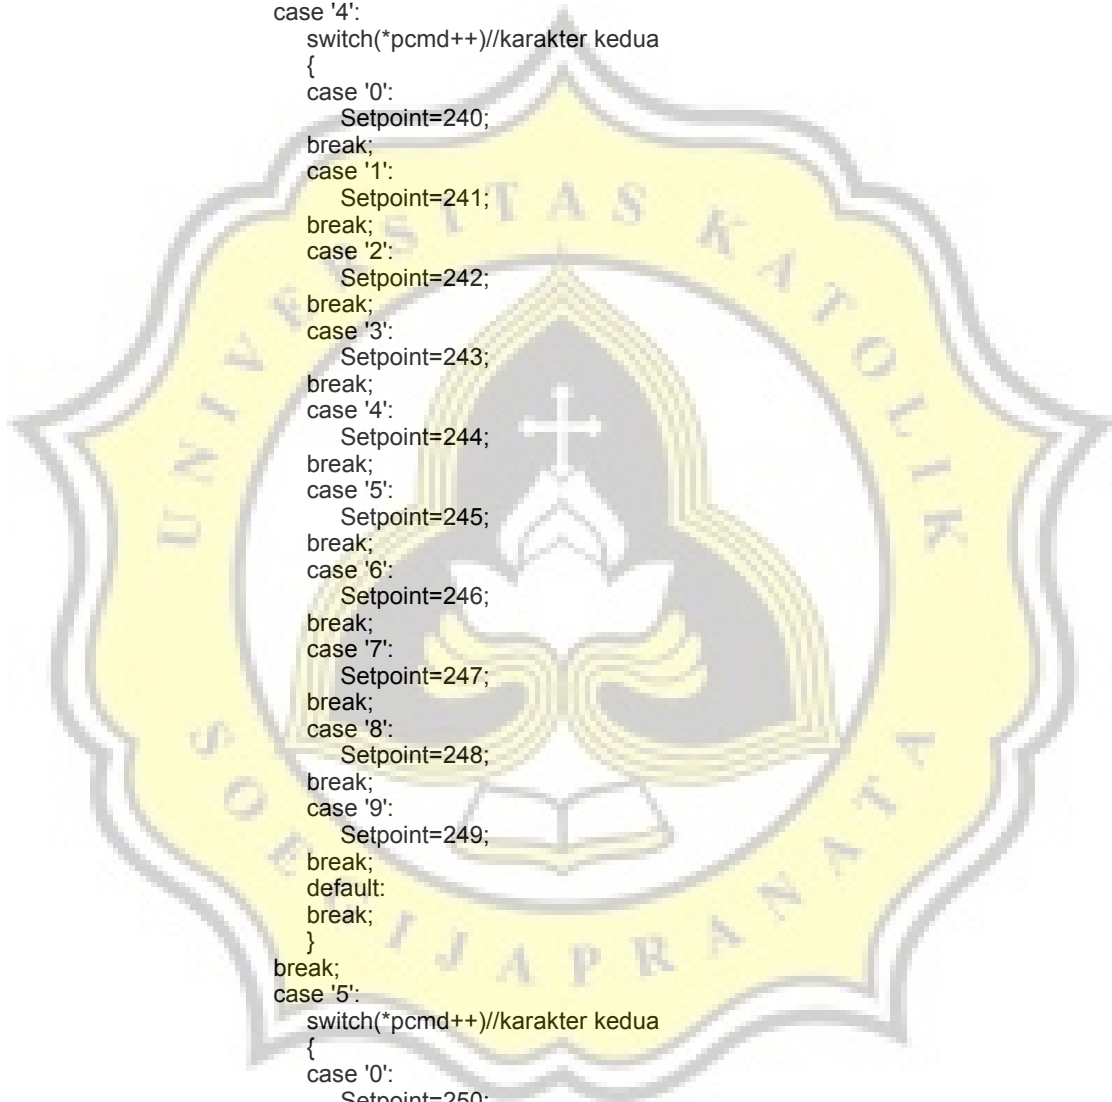 case '4':
switch(*pcmd++)//karakter kedua
{
case '0':
Setpoint=240;
break;
case '1':
Setpoint=241;
break;
case '2':
Setpoint=242;
break;
case '3':
Setpoint=243;
break;
case '4':
Setpoint=244;
break;
case '5':
Setpoint=245;
break;
case '6':
Setpoint=246;
break;
case '7':
Setpoint=247;
break;
case '8':
Setpoint=248;
break;
case '9':
Setpoint=249;
break;
default:
break;
}
break;
case '5':
switch(*pcmd++)//karakter kedua
{
case '0':
Setpoint=250;
UNIVERSITAS KATOLIK
SOEGIJAPRANATA